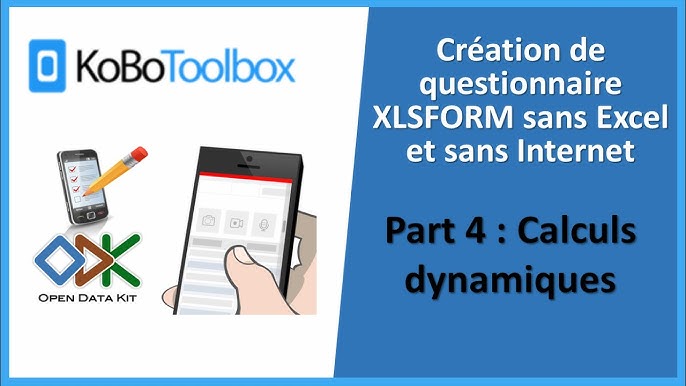 KoBoToolbox
OPEN DATA KIT
Création de
questionnaire
XLSFORM sans Excel
et sans Internet
Part 4 : Calculs
dynamiques